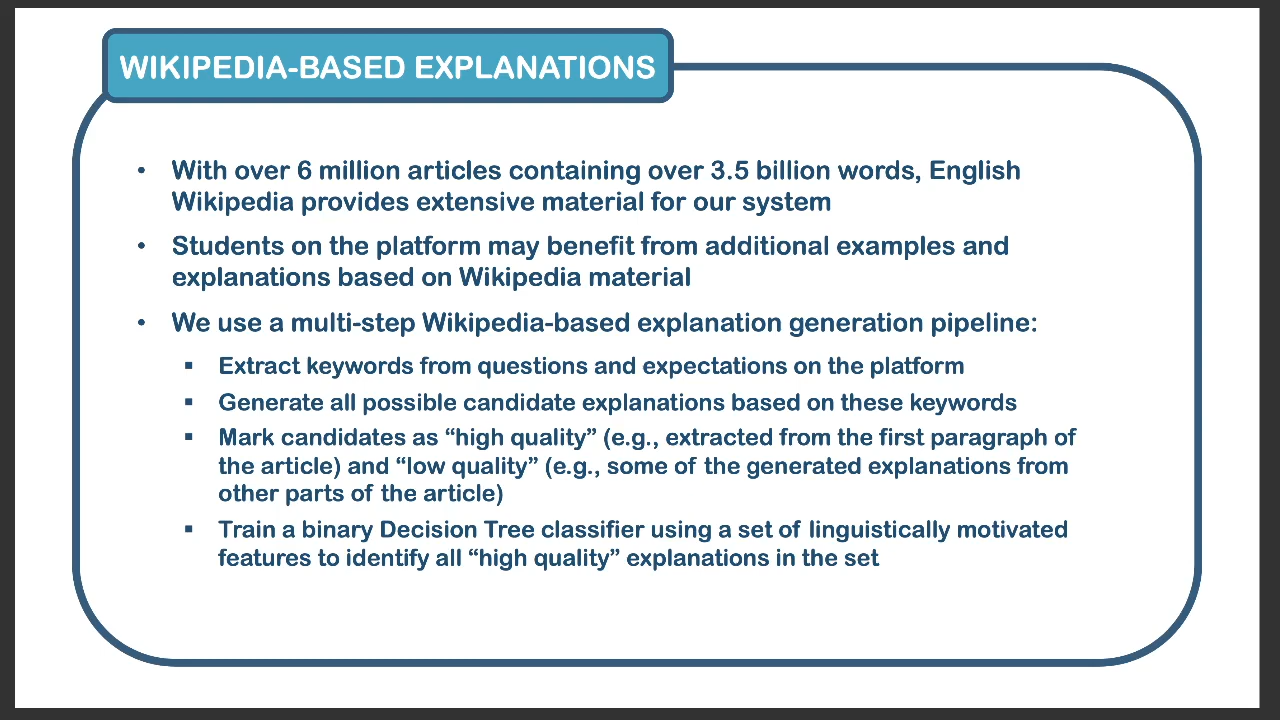 WIKIPEDIA-BASED EXPLANATIONS
• With over 6 million articles containing over 3.5 billion words, English
Wikipedia provides extensive material for our system
• Students on the platform may benefit from additional examples and
explanations based on Wikipedia material
• We use a multi-step Wikipedia-based explanation generation pipeline:
▪ Extract keywords from questions and expectations on the platform
▪ Generate all possible candidate explanations based on these keywords
▪ Mark candidates as “high quality” (e.g., extracted from the first paragraph of
the article) and “low quality” (e.g., some of the generated explanations from
other parts of the article)
▪ Train a binary Decision Tree classifier using a set of linguistically motivated
features to identify all “high quality” explanations in the set